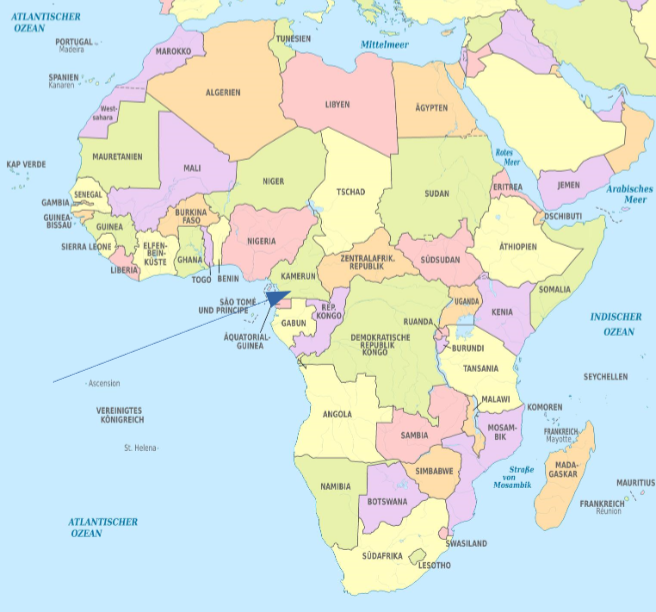 ATLANTISCHER
OZEAN
PORTUGAL
Madeira
SPANIEN
Kanaren
MAROKKO
TUNESIEN
Mittelmeer
ALGERIEN
LIBYEN
ÄGYPTEN
West-
sahara
MAURETANIEN
MALI
NIGER
TSCHAD
SUDAN
Rotes
Meer
ERITREA
JEMEN
Arabisches
Meer
KAP VERDE
SENEGAL
GAMBIA
GUINEA-
BISSAU
GUINEA
SIERRA LEONE
LIBERIA
ELFEN-
BEIN-
KÜSTE
BURKINA
FASO
GHANA
TOGO
BENIN
NIGERIA
KAMERUN
ZENTRALAFRIK.
REPUBLIK
SÜDSUDAN
ÄTHIOPIEN
DSCHIBUTI
SOMALIA
SÃO TOMÉ
UND PRÍNCIPE
ÄQUATORIAL-
GUINEA
GABUN
REP.
KONGO
DEMOKRATISCHE
REPUBLIK
KONGO
UGANDA
KENIA
RUANDA
BURUNDI
TANSANIA
INDISCHER
OZEAN
SEYCHELLEN
- Ascension
VEREINIGTES
KÖNIGREICH
St. Helena-
ANGOLA
SAMBIA
MALAWI
MOSAM-
BIK
KOMOREN
FRANKREICH
Mayotte
MADA-
GASKAR
MAURITIUS
FRANKREICH
Réunion
Straße
von
Mosambik
SIMBABWE
NAMIBIA
BOTSWANA
SWASILAND
LESOTHO
SÜDAFRIKA
ATLANTISCHER
OZEAN